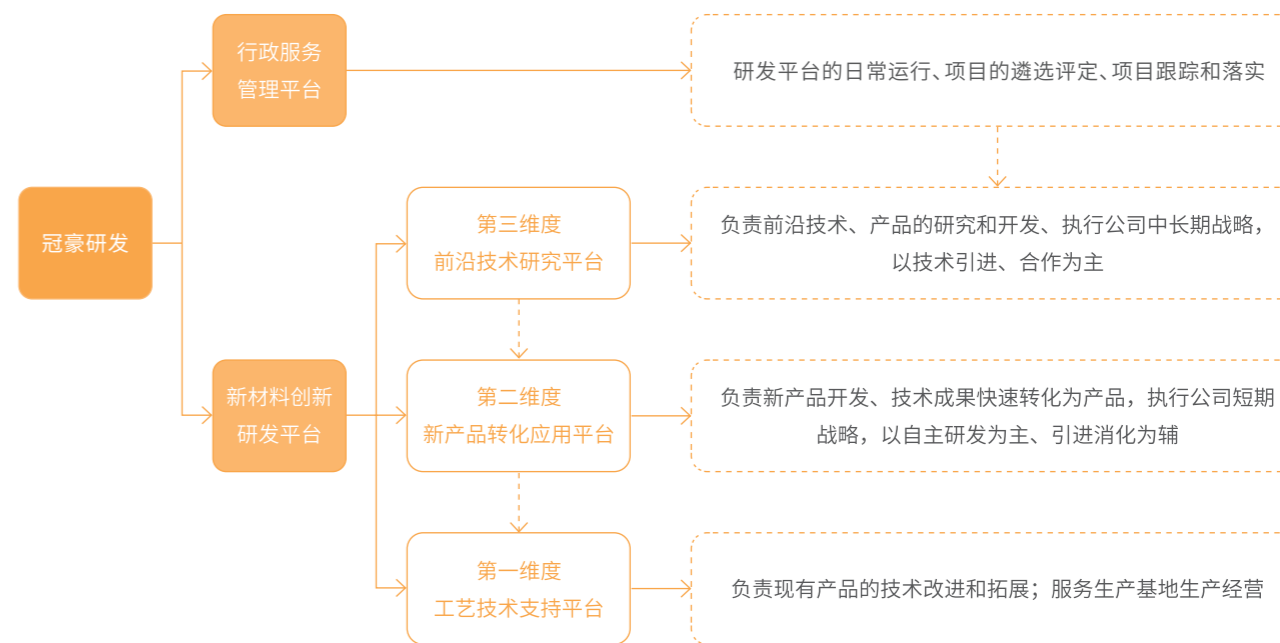 行政服务
管理平台
研发平台的日常运行、项目的遴选评定、项目跟踪和落实
冠豪研发
第三维度
前沿技术研究平台
负责前沿技术、产品的研究和开发、执行公司中长期战略，
以技术引进、合作为主
新材料创新
研发平台
第二维度
新产品转化应用平台
负责新产品开发、技术成果快速转化为产品，执行公司短期
战略，以自主研发为主、引进消化为辅
第一维度
工艺技术支持平台
负责现有产品的技术改进和拓展；服务生产基地生产经营